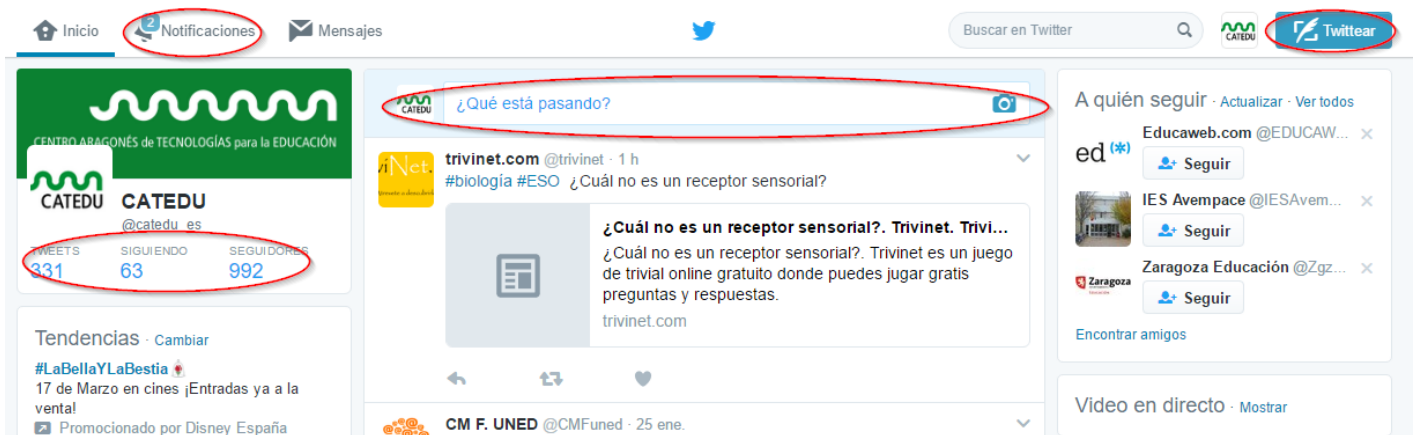 Inicio
2
Notificaciones
Mensajes
Buscar en Twitter
CATEDU
Twittear
CENTRO ARAGONÉS de TECNOLOGÍAS para la EDUCACIÓN
CATEDU
CATEDU
@catedu_es
TWEETS SIGUIENDO SEGUIDORES
331 63 992
Tendencias · Cambiar
#LaBellaYLaBestia
17 de Marzo en cines ¡Entradas ya a la
venta!
Promocionado por Disney España
CATEDU
¿Qué está pasando?
trivinet.com @trivinet · 1 h
#biología #ESO ¿Cuál no es un receptor sensorial?
¿Cuál no es un receptor sensorial?. Trivinet. Trivi...
¿Cuál no es un receptor sensorial?. Trivinet es un juego
de trivial online gratuito donde puedes jugar gratis
preguntas y respuestas.
trivinet.com
CM F. UNED @CMFuned · 25 ene.
A quién seguir · Actualizar · Ver todos
Educaweb.com @EDUCAW...
ed (*)
Seguir
IES Avempace @IESAvem...
Seguir
Zaragoza Educación @Zgz...
Zaragoza
Seguir
Encontrar amigos
Video en directo · Mostrar